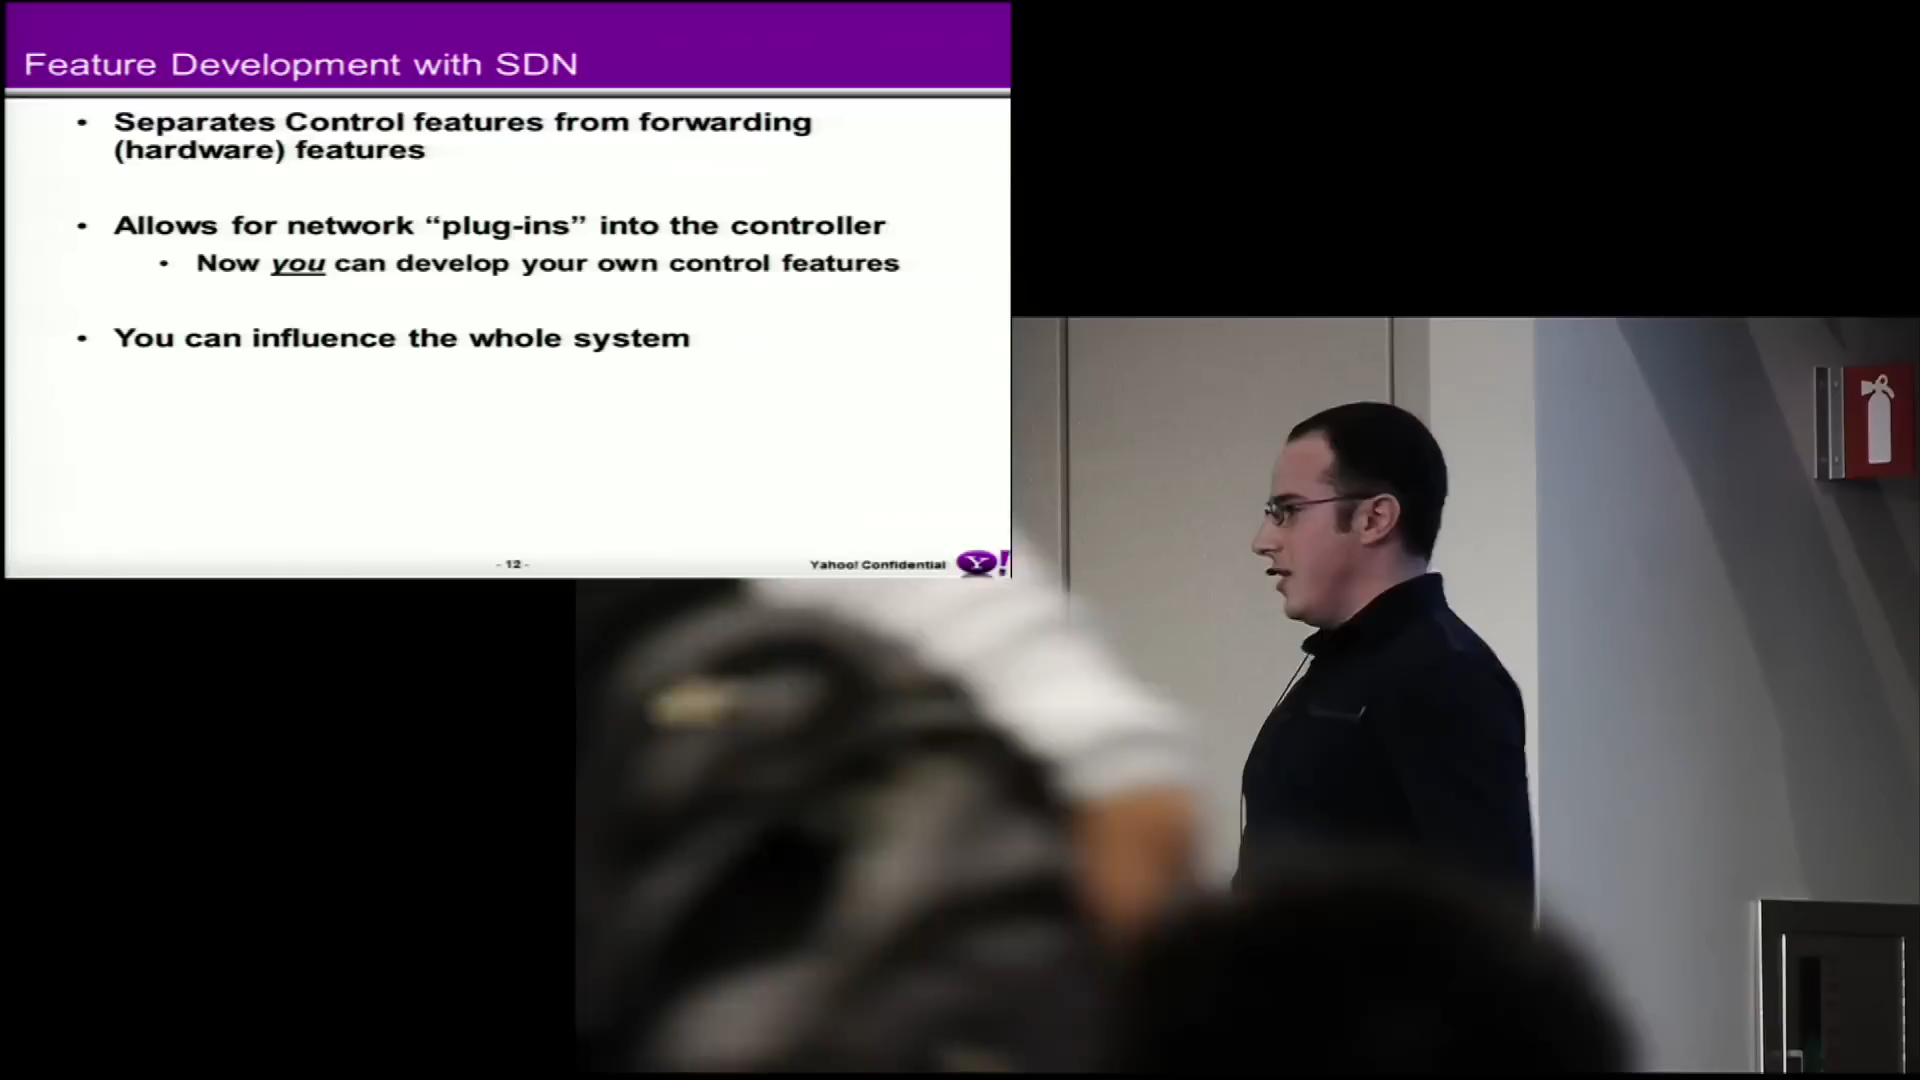 Feature Development with SDN
• Separates Control features from forwarding
(hardware) features
• Allows for network “plug-ins” into the controller
• Now you can develop your own control features
• You can influence the whole system
- 12 -
Yahoo! Confidential Y!